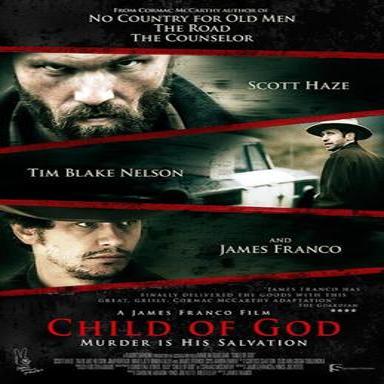 From Cormac McCarthy author of
No Country for Old Men
The Road
The Counselor
Scott Haze
Tim Blake Nelson
and
James Franco
"James Franco has
finally delivered the goods with this
great, grisly, Cormac McCarthy adaptation."
The Guardian
★★★★
A James Franco Film
Child of God
Murder is His Salvation